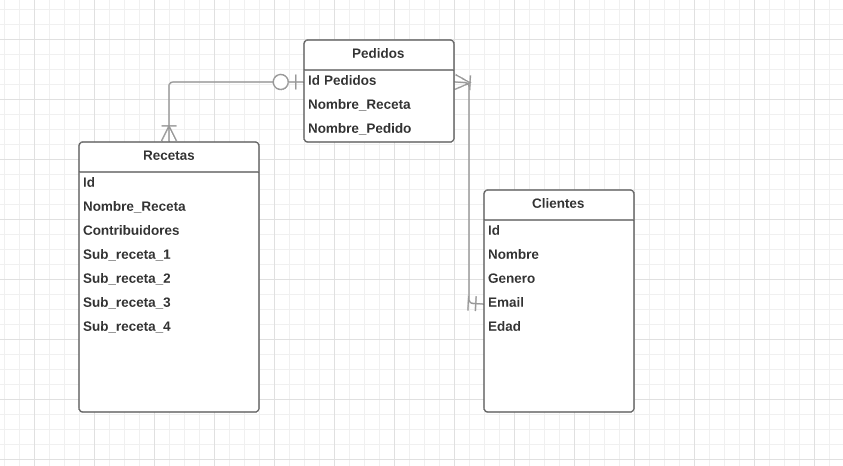 Pedidos
Id Pedidos
Nombre_Receta
Nombre_Pedido
Recetas
Id
Nombre_Receta
Contribuidores
Sub_receta_1
Sub_receta_2
Sub_receta_3
Sub_receta_4
Clientes
Id
Nombre
Genero
Email
Edad